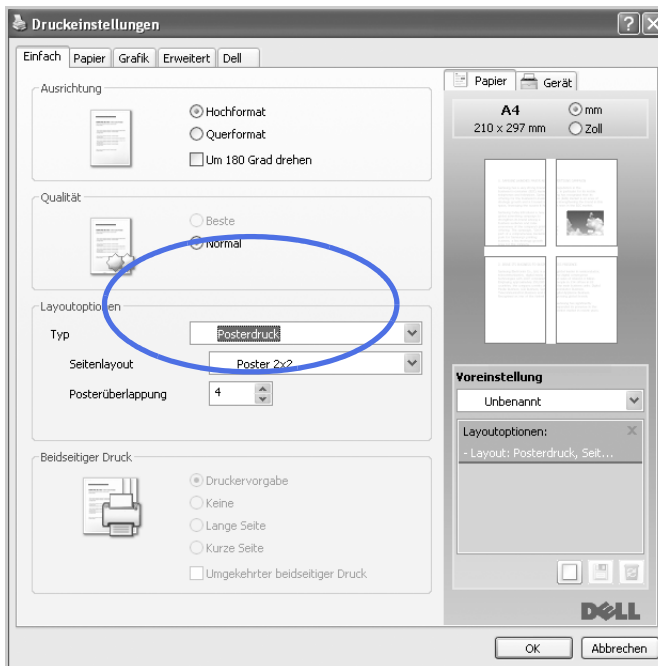 Druckeinstellungen
Einfach Papier Grafik Erweitert Dell
Ausrichtung
Hochformat
Querformat
Um 180 Grad drehen
Qualität
Beste
Normal
Layoutoptionen
Typ Posterdruck
Seitenlayout Poster 2x2
Posterüberlappung 4
Beidseitiger Druck
Druckervorgabe
Keine
Lange Seite
Kurze Seite
Umgekehrter beidseitiger Druck
Papier Gerät
A4 mm
210 x 297 mm Zoll
Voreinstellung
Unbenannt
Layoutoptionen:
- Layout: Posterdruck, Seit...
DELL
OK Abbrechen